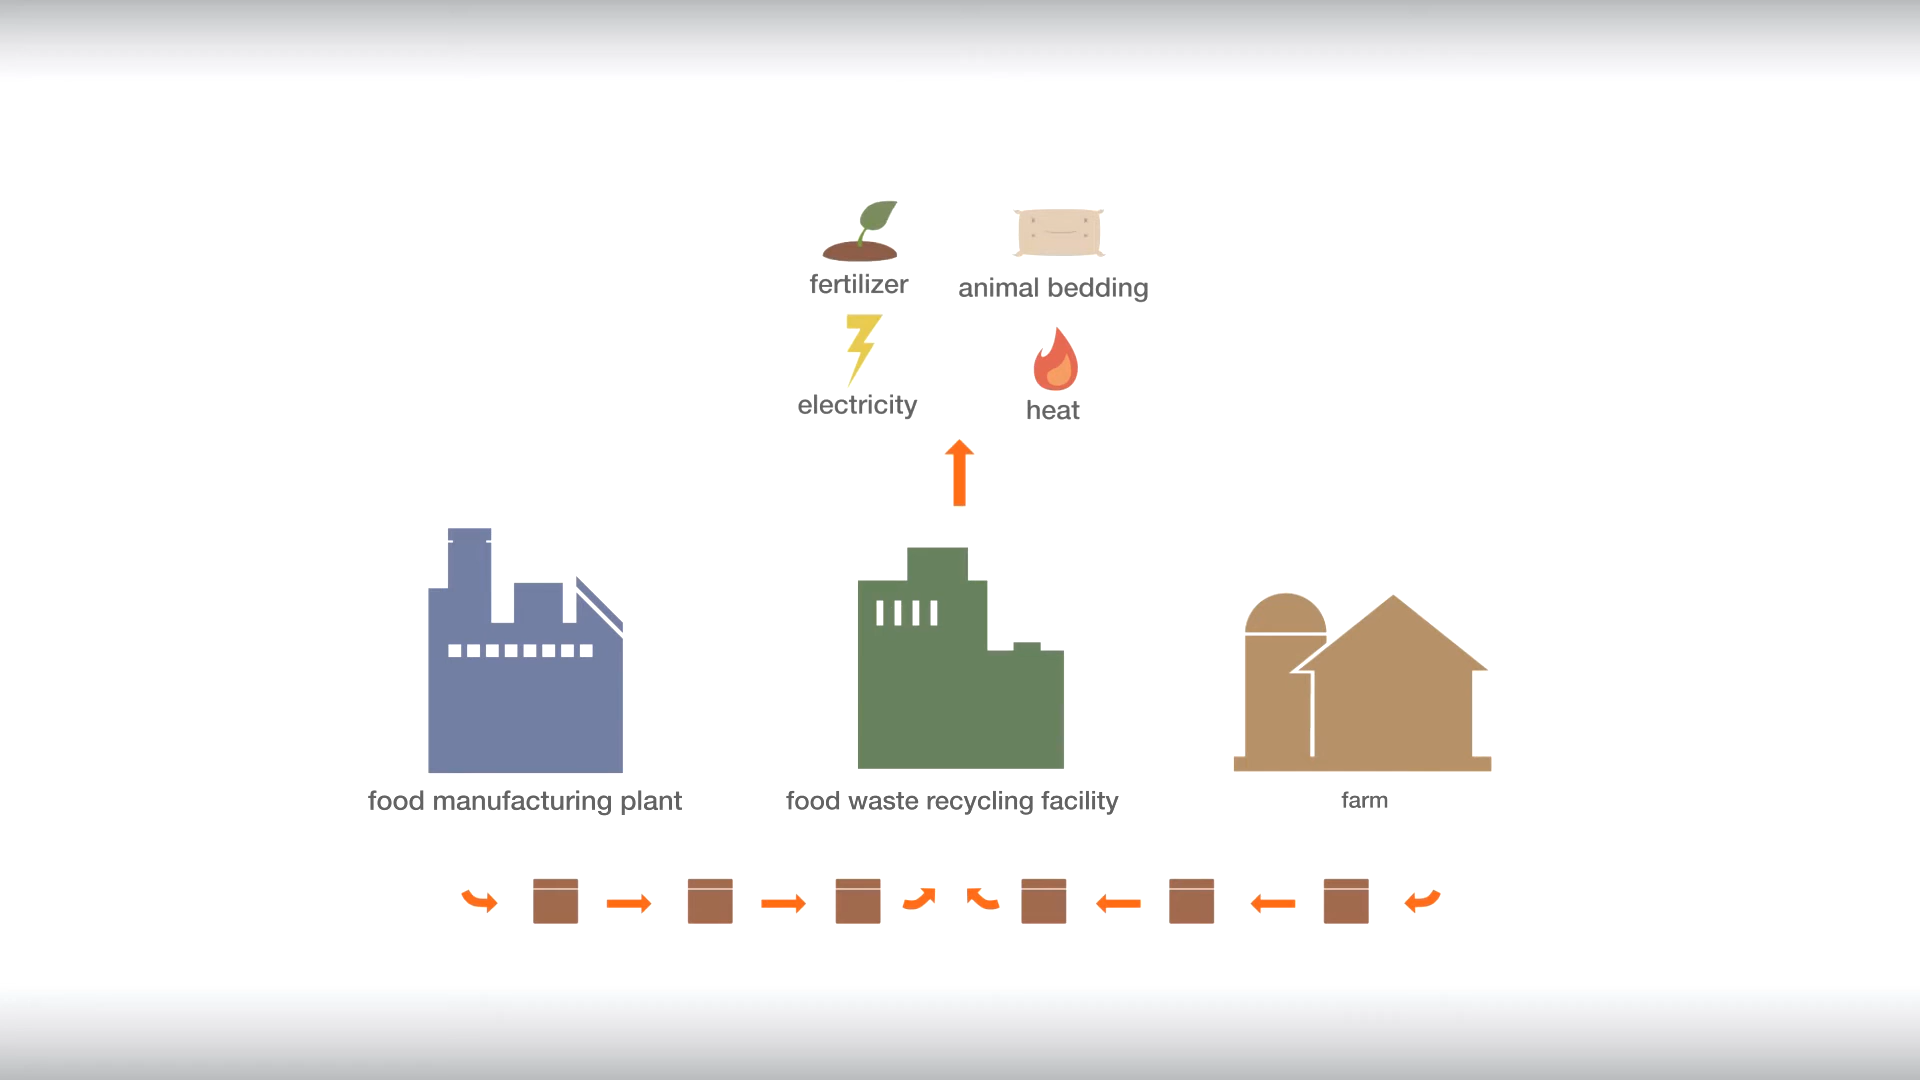 fertilizer
animal bedding
electricity
heat
food manufacturing plant
food waste recycling facility
farm